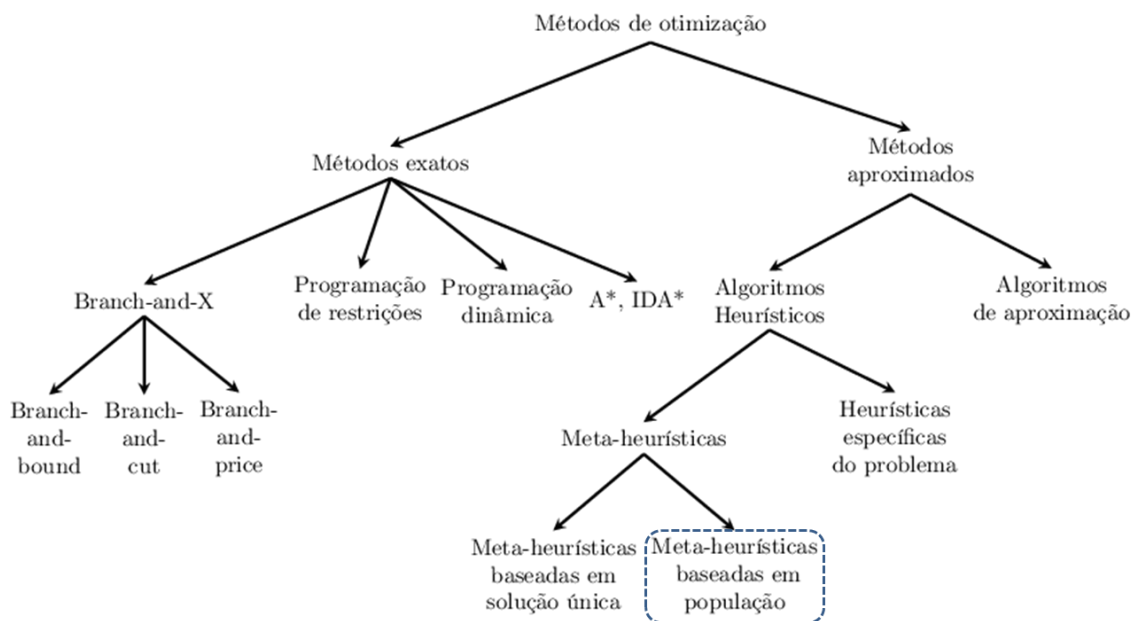 Métodos de otimização
Métodos exatos
Métodos
aproximados
Branch-and-X
Programação
de restrições
Programação
dinâmica
A*, IDA*
Algoritmos
Heurísticos
Algoritmos
de aproximação
Branch-
and-
bound
Branch-
and-
cut
Branch-
and-
price
Meta-heurísticas
Heurísticas
específicas
do problema
Meta-heurísticas
baseadas em
solução única
Meta-heurísticas
baseadas em
população